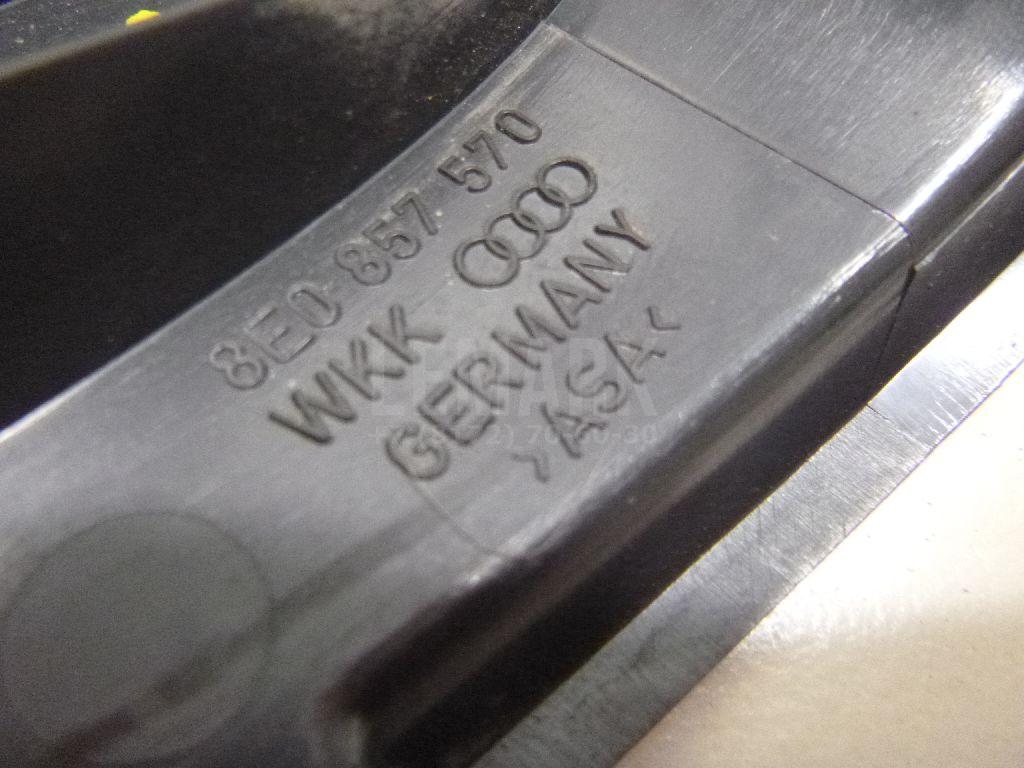 8E0 857 570
WKK
GERMANY
>ASA<